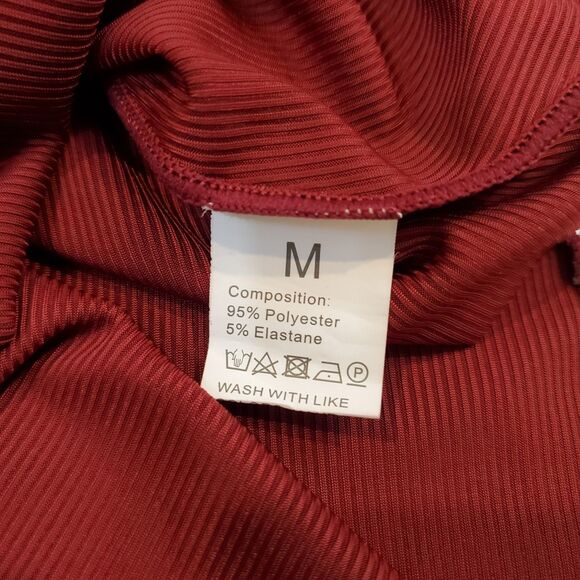 M
Composition:
95% Polyester
5% Elastane
P
WASH WITH LIKE